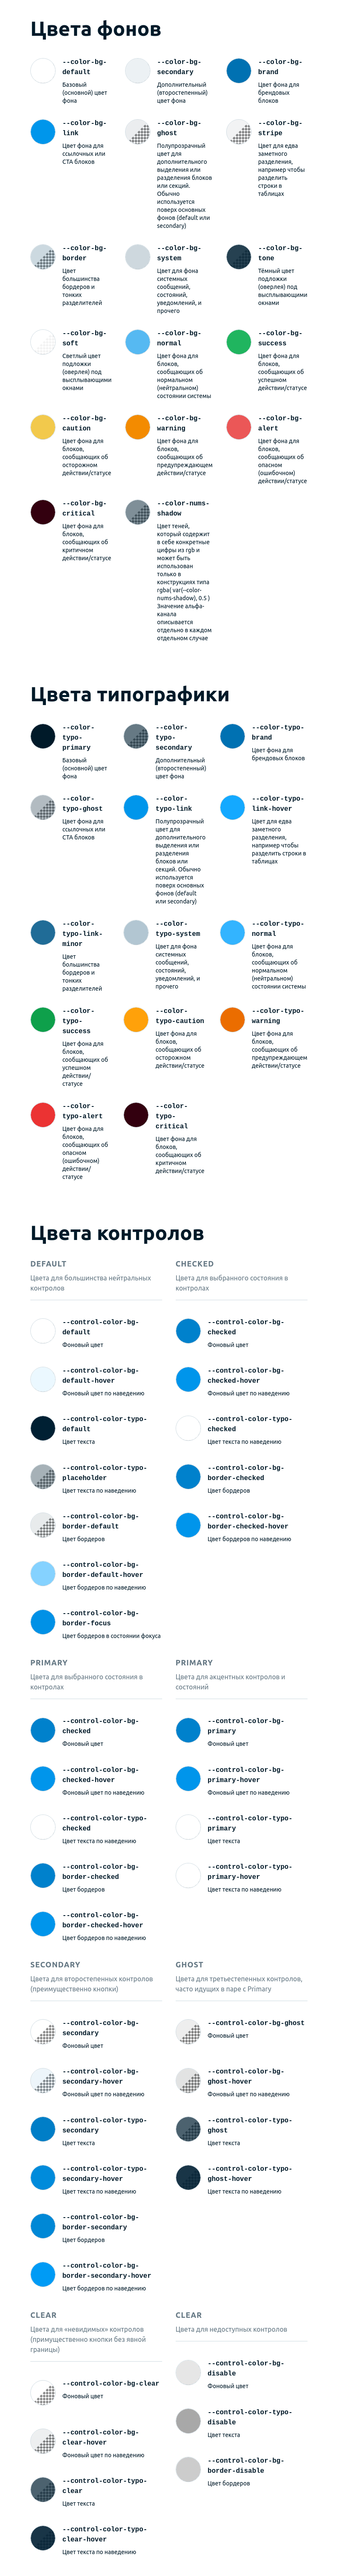 Цвета фонов
--color-bg-
default
Базовый
(основной) цвет
фона
--color-bg-
secondary
Дополнительный
(второстепенный)
цвет фона
--color-bg-
brand
Цвет фона для
брендовых
блоков
--color-bg-
link
Цвет фона для
ссылочных или
CTA блоков
--color-bg-
ghost
Полупрозрачный
цвет для
дополнительного
выделения или
разделения блоков
или секций.
Обычно
используется
поверх основных
фонов (default или
secondary)
--color-bg-
stripe
Цвет для едва
заметного
разделения,
например чтобы
разделить
строки в
таблицах
--color-bg-
border
Цвет
большинства
бордеров и
тонких
разделителей
--color-bg-
system
Цвет для фона
системных
сообщений,
состояний,
уведомлений, и
прочего
--color-bg-
tone
Тёмный цвет
подложки
(оверлея) под
всплывающими
окнами
--color-bg-
soft
Светлый цвет
подложки
(оверлея) под
всплывающими
окнами
--color-bg-
normal
Цвет фона для
блоков,
сообщающих об
нормальном
(нейтральном)
состоянии системы
--color-bg-
success
Цвет фона для
блоков,
сообщающих об
успешном
действии/статусе
--color-bg-
caution
Цвет фона для
блоков,
сообщающих об
осторожном
действии/статусе
--color-bg-
warning
Цвет фона для
блоков,
сообщающих об
предупреждающем
действии/статусе
--color-bg-
alert
Цвет фона для
блоков,
сообщающих об
опасном
(ошибочном)
действии/статусе
--color-bg-
critical
Цвет фона для
блоков,
сообщающих об
критичном
действии/статусе
--color-nums-
shadow
Цвет теней,
который содержит
в себе конкретные
цифры из rgb и
может быть
использован
только в
конструкциях типа
rgba( var(--color-
nums-shadow), 0.5 )
Значение альфа-
канала
описывается
отдельно в каждом
отдельном случае
Цвета типографики
--color-
typo-
primary
Базовый
(основной) цвет
фона
--color-
typo-
secondary
Дополнительный
(второстепенный)
цвет фона
--color-typo-
brand
Цвет фона для
брендовых блоков
--color-
typo-ghost
Цвет фона для
ссылочных или
CTA блоков
--color-
typo-link
Полупрозрачный
цвет для
дополнительного
выделения или
разделения
блоков или
секций. Обычно
используется
поверх основных
фонов (default
или secondary)
--color-typo-
link-hover
Цвет для едва
заметного
разделения,
например чтобы
разделить строки в
таблицах
--color-
typo-link-
minor
Цвет
большинства
бордеров и
тонких
разделителей
--color-
typo-system
Цвет для фона
системных
сообщений,
состояний,
уведомлений, и
прочего
--color-typo-
normal
Цвет фона для
блоков,
сообщающих об
нормальном
(нейтральном)
состоянии системы
--color-
typo-
success
Цвет фона для
блоков,
сообщающих об
успешном
действии/
статусе
--color-
typo-caution
Цвет фона для
блоков,
сообщающих об
осторожном
действии/статусе
--color-typo-
warning
Цвет фона для
блоков,
сообщающих об
предупреждающем
действии/статусе
--color-
typo-alert
Цвет фона для
блоков,
сообщающих об
опасном
(ошибочном)
действии/
статусе
--color-
typo-
critical
Цвет фона для
блоков,
сообщающих об
критичном
действии/статусе
Цвета контролов
DEFAULT
Цвета для большинства нейтральных
контролов
--control-color-bg-
default
Фоновый цвет
--control-color-bg-
default-hover
Фоновый цвет по наведению
--control-color-typo-
default
Цвет текста
--control-color-typo-
placeholder
Цвет текста по наведению
--control-color-bg-
border-default
Цвет бордеров
--control-color-bg-
border-default-hover
Цвет бордеров по наведению
--control-color-bg-
border-focus
Цвет бордеров в состоянии фокуса
CHECKED
Цвета для выбранного состояния в
контролах
--control-color-bg-
checked
Фоновый цвет
--control-color-bg-
checked-hover
Фоновый цвет по наведению
--control-color-typo-
checked
Цвет текста по наведению
--control-color-bg-
border-checked
Цвет бордеров
--control-color-bg-
border-checked-hover
Цвет бордеров по наведению
PRIMARY
Цвета для выбранного состояния в
контролах
--control-color-bg-
checked
Фоновый цвет
--control-color-bg-
checked-hover
Фоновый цвет по наведению
--control-color-typo-
checked
Цвет текста по наведению
--control-color-bg-
border-checked
Цвет бордеров
--control-color-bg-
border-checked-hover
Цвет бордеров по наведению
PRIMARY
Цвета для акцентных контролов и
состояний
--control-color-bg-
primary
Фоновый цвет
--control-color-bg-
primary-hover
Фоновый цвет по наведению
--control-color-typo-
primary
Цвет текста
--control-color-typo-
primary-hover
Цвет текста по наведению
SECONDARY
Цвета для второстепенных контролов
(преимущественно кнопки)
--control-color-bg-
secondary
Фоновый цвет
--control-color-bg-
secondary-hover
Фоновый цвет по наведению
--control-color-typo-
secondary
Цвет текста
--control-color-typo-
secondary-hover
Цвет текста по наведению
--control-color-bg-
border-secondary
Цвет бордеров
--control-color-bg-
border-secondary-hover
Цвет бордеров по наведению
GHOST
Цвета для третьестепенных контролов,
часто идущих в паре с Primary
--control-color-bg-ghost
Фоновый цвет
--control-color-bg-
ghost-hover
Фоновый цвет по наведению
--control-color-typo-
ghost
Цвет текста
--control-color-typo-
ghost-hover
Цвет текста по наведению
CLEAR
Цвета для «невидимых» контролов
(примущественно кнопки без явной
границы)
--control-color-bg-clear
Фоновый цвет
--control-color-bg-
clear-hover
Фоновый цвет по наведению
--control-color-typo-
clear
Цвет текста
--control-color-typo-
clear-hover
Цвет текста по наведению
CLEAR
Цвета для недоступных контролов
--control-color-bg-
disable
Фоновый цвет
--control-color-typo-
disable
Цвет текста
--control-color-bg-
border-disable
Цвет бордеров